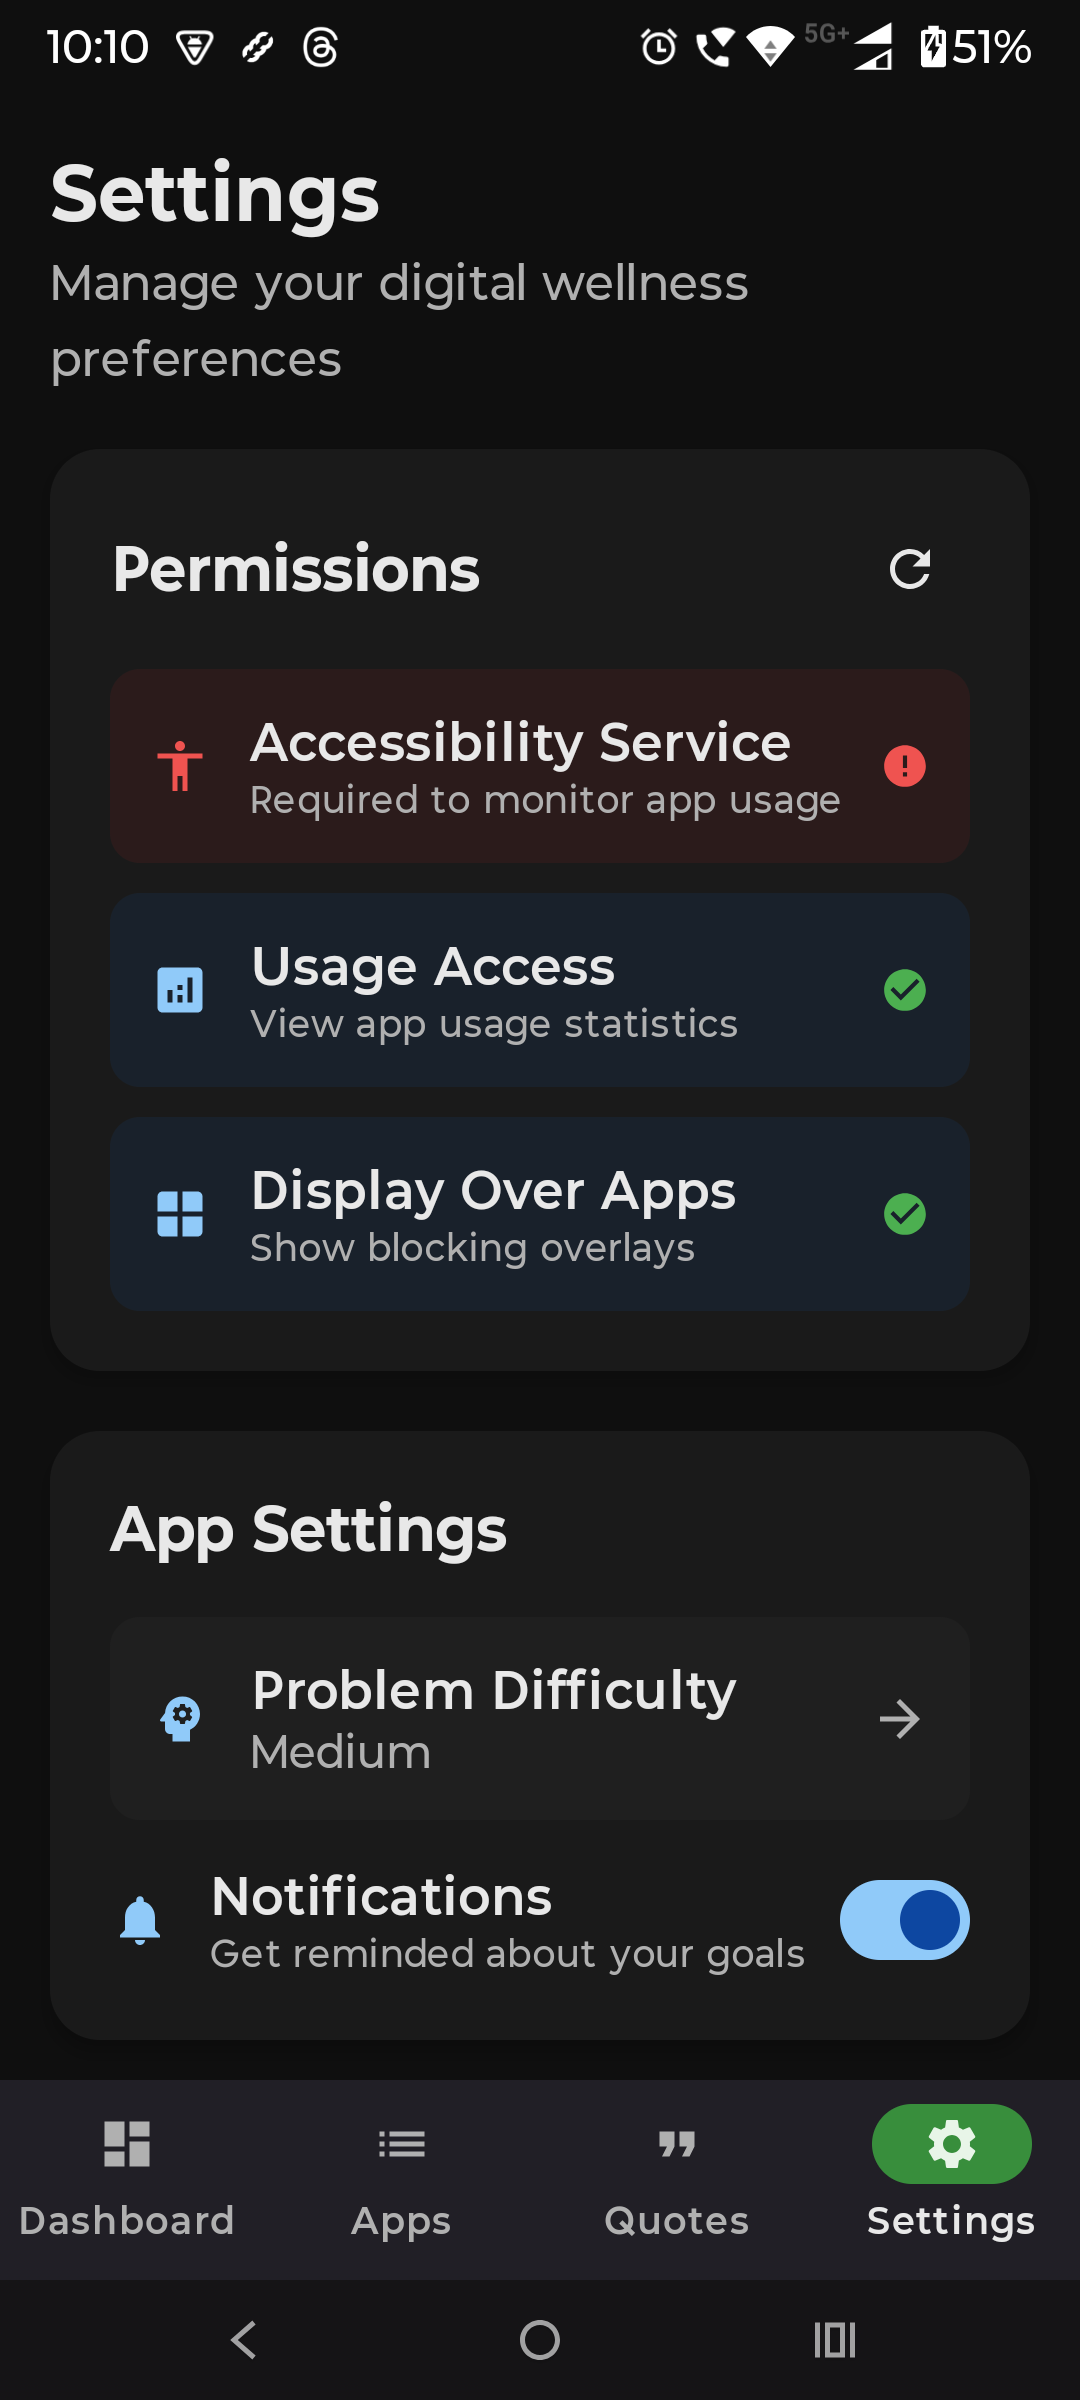 10:10
5G+
51%
Settings
Manage your digital wellness
preferences
Permissions
Accessibility Service
Required to monitor app usage
Usage Access
View app usage statistics
Display Over Apps
Show blocking overlays
App Settings
Problem Difficulty
Medium
Notifications
Get reminded about your goals
Dashboard
Apps
Quotes
Settings